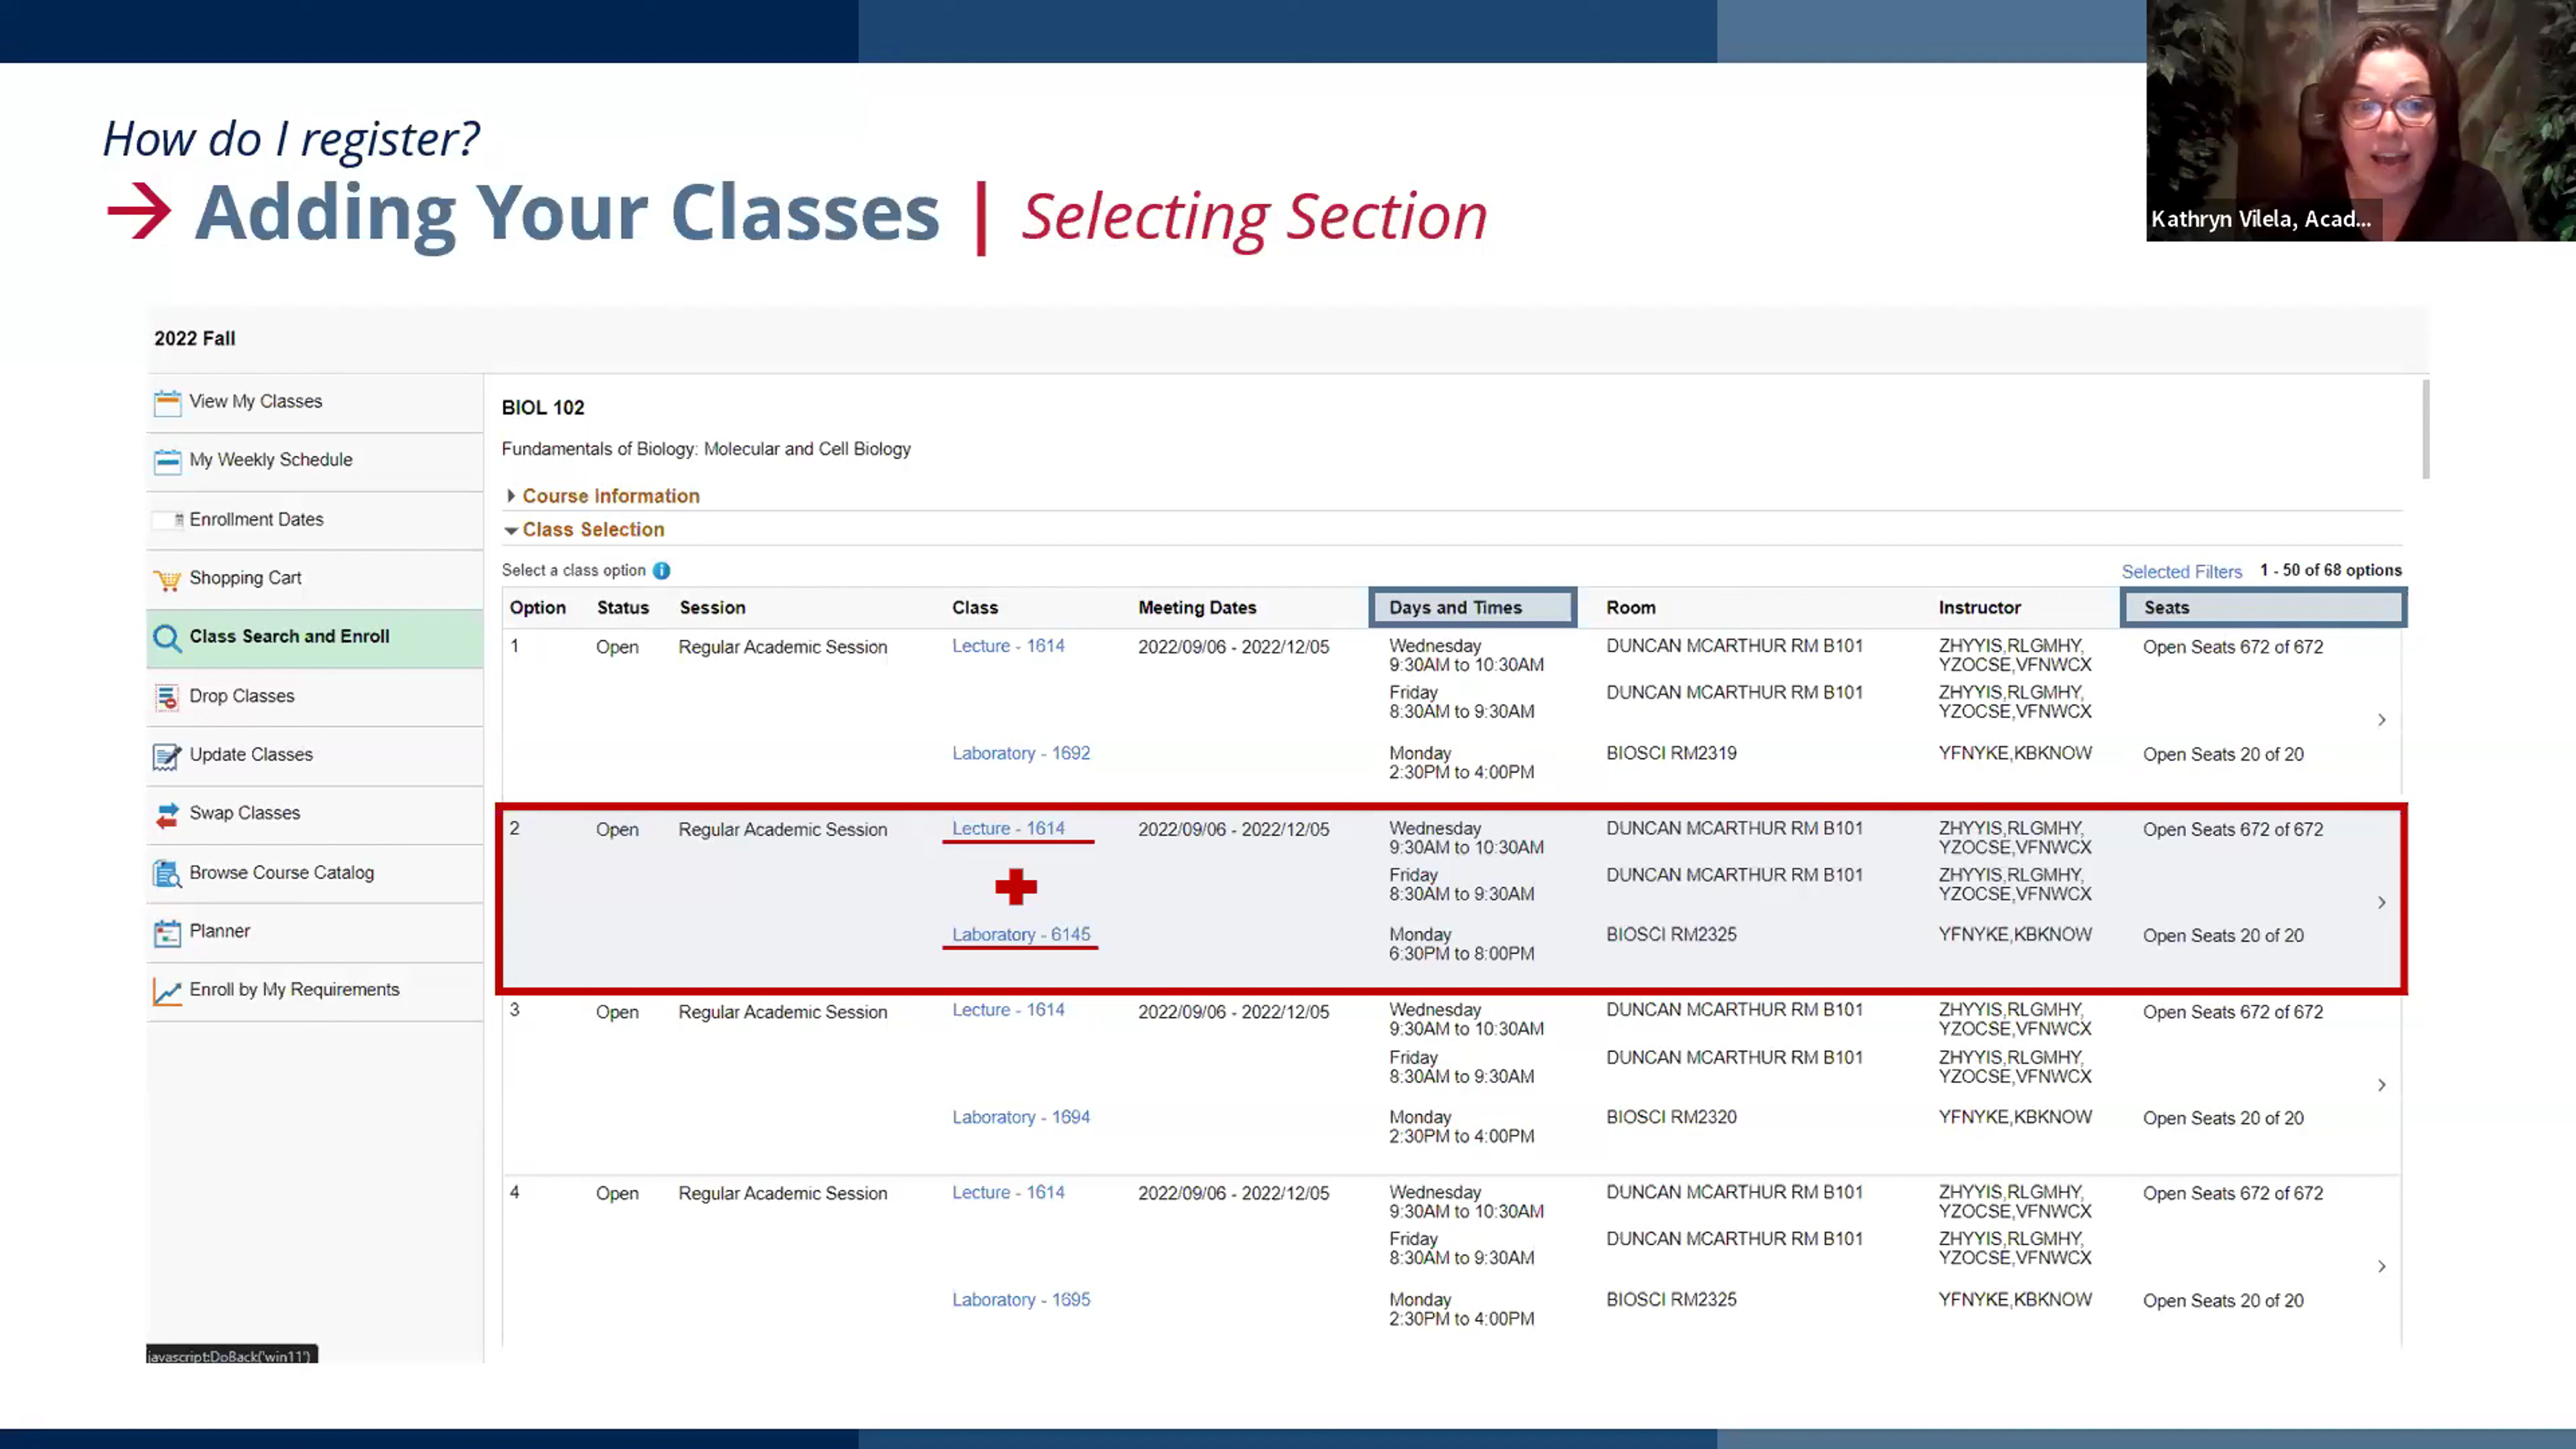 How do I register?
→ Adding Your Classes | Selecting Section
Kathryn Vilela, Acad...
2022 Fall
View My Classes
My Weekly Schedule
Enrollment Dates
Shopping Cart
Class Search and Enroll
Drop Classes
Update Classes
Swap Classes
Browse Course Catalog
Planner
Enroll by My Requirements
BIOL 102
Fundamentals of Biology: Molecular and Cell Biology
Course Information
Class Selection
Select a class option
Selected Filters 1 - 50 of 68 options
Option Status Session Class Meeting Dates Days and Times Room Instructor Seats
1 Open Regular Academic Session Lecture - 1614 2022/09/06 - 2022/12/05 Wednesday DUNCAN MCARTHUR RM B101 ZHYYIS,RLGMHY, Open Seats 672 of 672
9:30AM to 10:30AM YZOCSE,VFNWCX
Friday DUNCAN MCARTHUR RM B101 ZHYYIS,RLGMHY,
8:30AM to 9:30AM YZOCSE,VFNWCX
Laboratory - 1692 Monday BIOSCI RM2319 YFNYKE,KBKNOW Open Seats 20 of 20
2:30PM to 4:00PM
2 Open Regular Academic Session Lecture - 1614 2022/09/06 - 2022/12/05 Wednesday DUNCAN MCARTHUR RM B101 ZHYYIS,RLGMHY, Open Seats 672 of 672
9:30AM to 10:30AM YZOCSE,VFNWCX
Friday DUNCAN MCARTHUR RM B101 ZHYYIS,RLGMHY,
8:30AM to 9:30AM YZOCSE,VFNWCX
Laboratory - 6145 Monday BIOSCI RM2325 YFNYKE,KBKNOW Open Seats 20 of 20
6:30PM to 8:00PM
3 Open Regular Academic Session Lecture - 1614 2022/09/06 - 2022/12/05 Wednesday DUNCAN MCARTHUR RM B101 ZHYYIS,RLGMHY, Open Seats 672 of 672
9:30AM to 10:30AM YZOCSE,VFNWCX
Friday DUNCAN MCARTHUR RM B101 ZHYYIS,RLGMHY,
8:30AM to 9:30AM YZOCSE,VFNWCX
Laboratory - 1694 Monday BIOSCI RM2320 YFNYKE,KBKNOW Open Seats 20 of 20
2:30PM to 4:00PM
4 Open Regular Academic Session Lecture - 1614 2022/09/06 - 2022/12/05 Wednesday DUNCAN MCARTHUR RM B101 ZHYYIS,RLGMHY, Open Seats 672 of 672
9:30AM to 10:30AM YZOCSE,VFNWCX
Friday DUNCAN MCARTHUR RM B101 ZHYYIS,RLGMHY,
8:30AM to 9:30AM YZOCSE,VFNWCX
Laboratory - 1695 Monday BIOSCI RM2325 YFNYKE,KBKNOW Open Seats 20 of 20
2:30PM to 4:00PM
javascript:DoBack('win11')